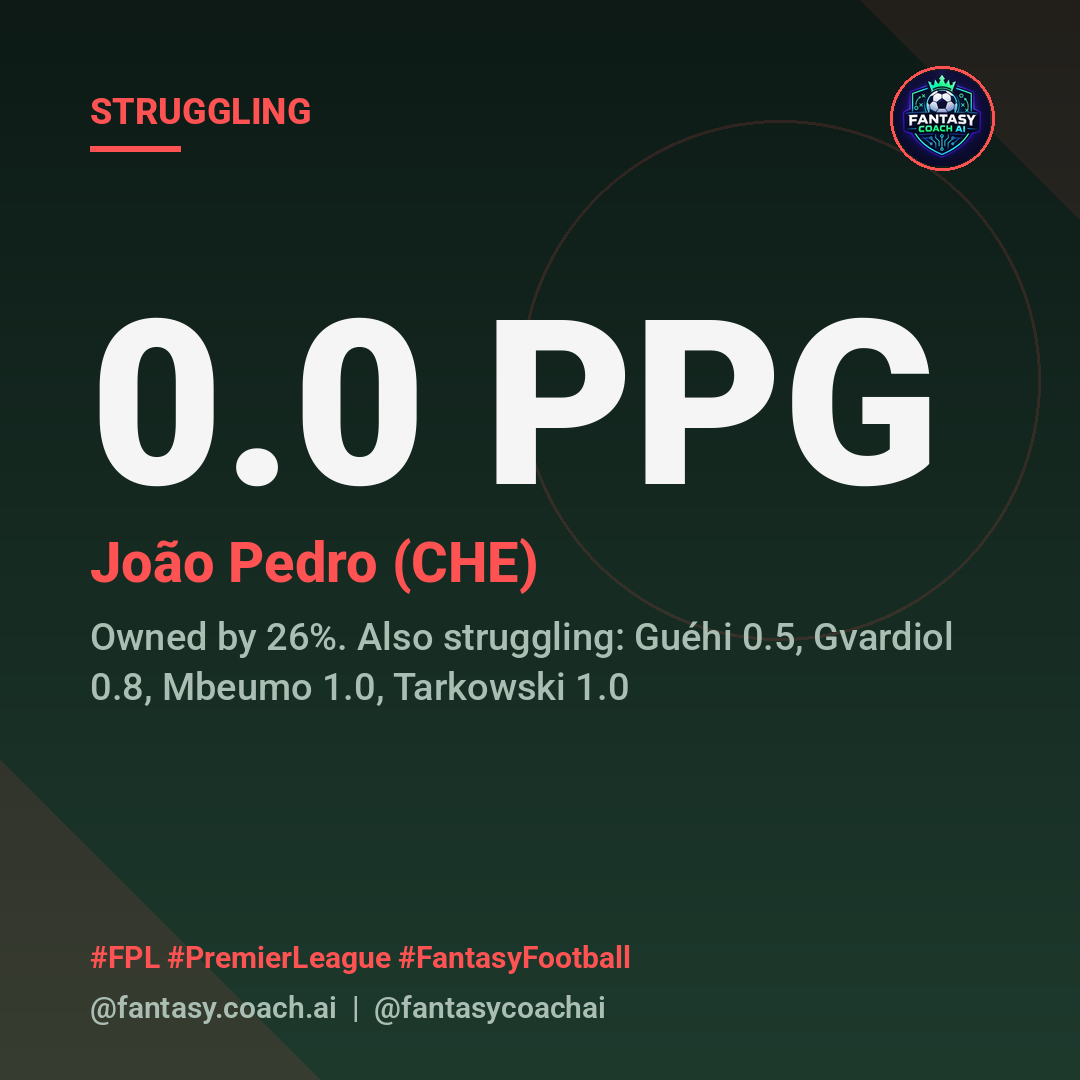 STRUGGLING
FANTASY
COACH AI
0.0 PPG
João Pedro (CHE)
Owned by 26%. Also struggling: Guéhi 0.5, Gvardiol
0.8, Mbeumo 1.0, Tarkowski 1.0
#FPL #PremierLeague #FantasyFootball
@fantasy.coach.ai | @fantasycoachai